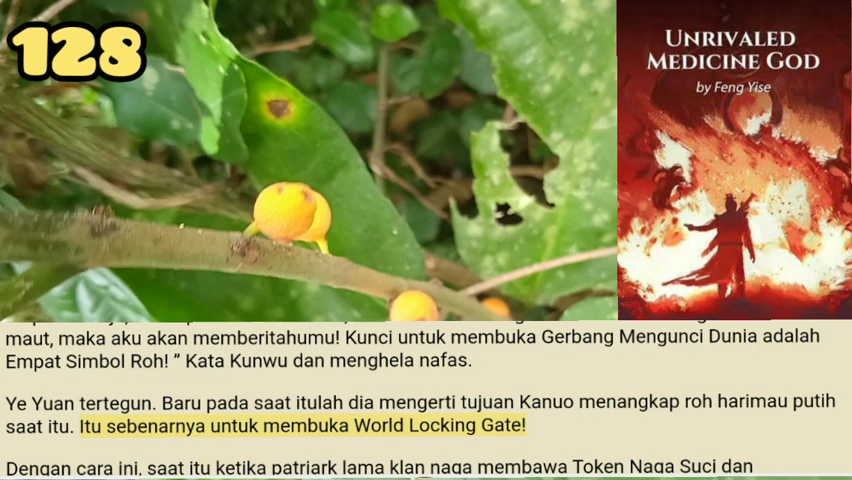 128
UNRIVALED
MEDICINE GOD
by Feng Yise
maut, maka aku akan memberitahumu! Kunci untuk membuka Gerbang Mengunci Dunia adalah
Empat Simbol Roh! ” Kata Kunwu dan menghela nafas.
Ye Yuan tertegun. Baru pada saat itulah dia mengerti tujuan Kanuo menangkap roh harimau putih
saat itu. Itu sebenarnya untuk membuka World Locking Gate!
Dengan cara ini, saat itu ketika patriark lama klan naga membawa Token Naga Suci dan